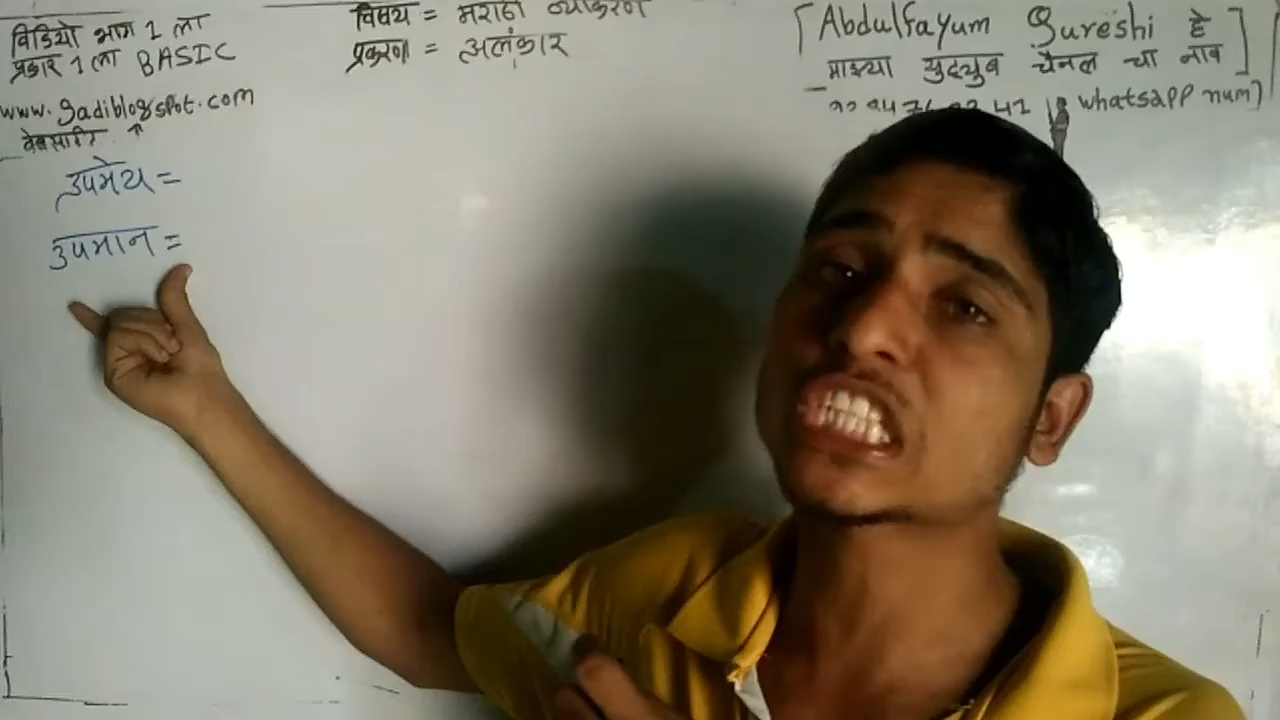 विडियो भाग 1 ला
प्रकार 1 ला BASIC
www.gadiblogspot.com
वेबसाईट
विषय = मराठी व्याकरण
प्रकरण = अलंकार
[Abdulfayum Qureshi हे
माझ्या युट्युब चॅनल चा नाव]
whatsapp num)
उपमेय =
उपमान =